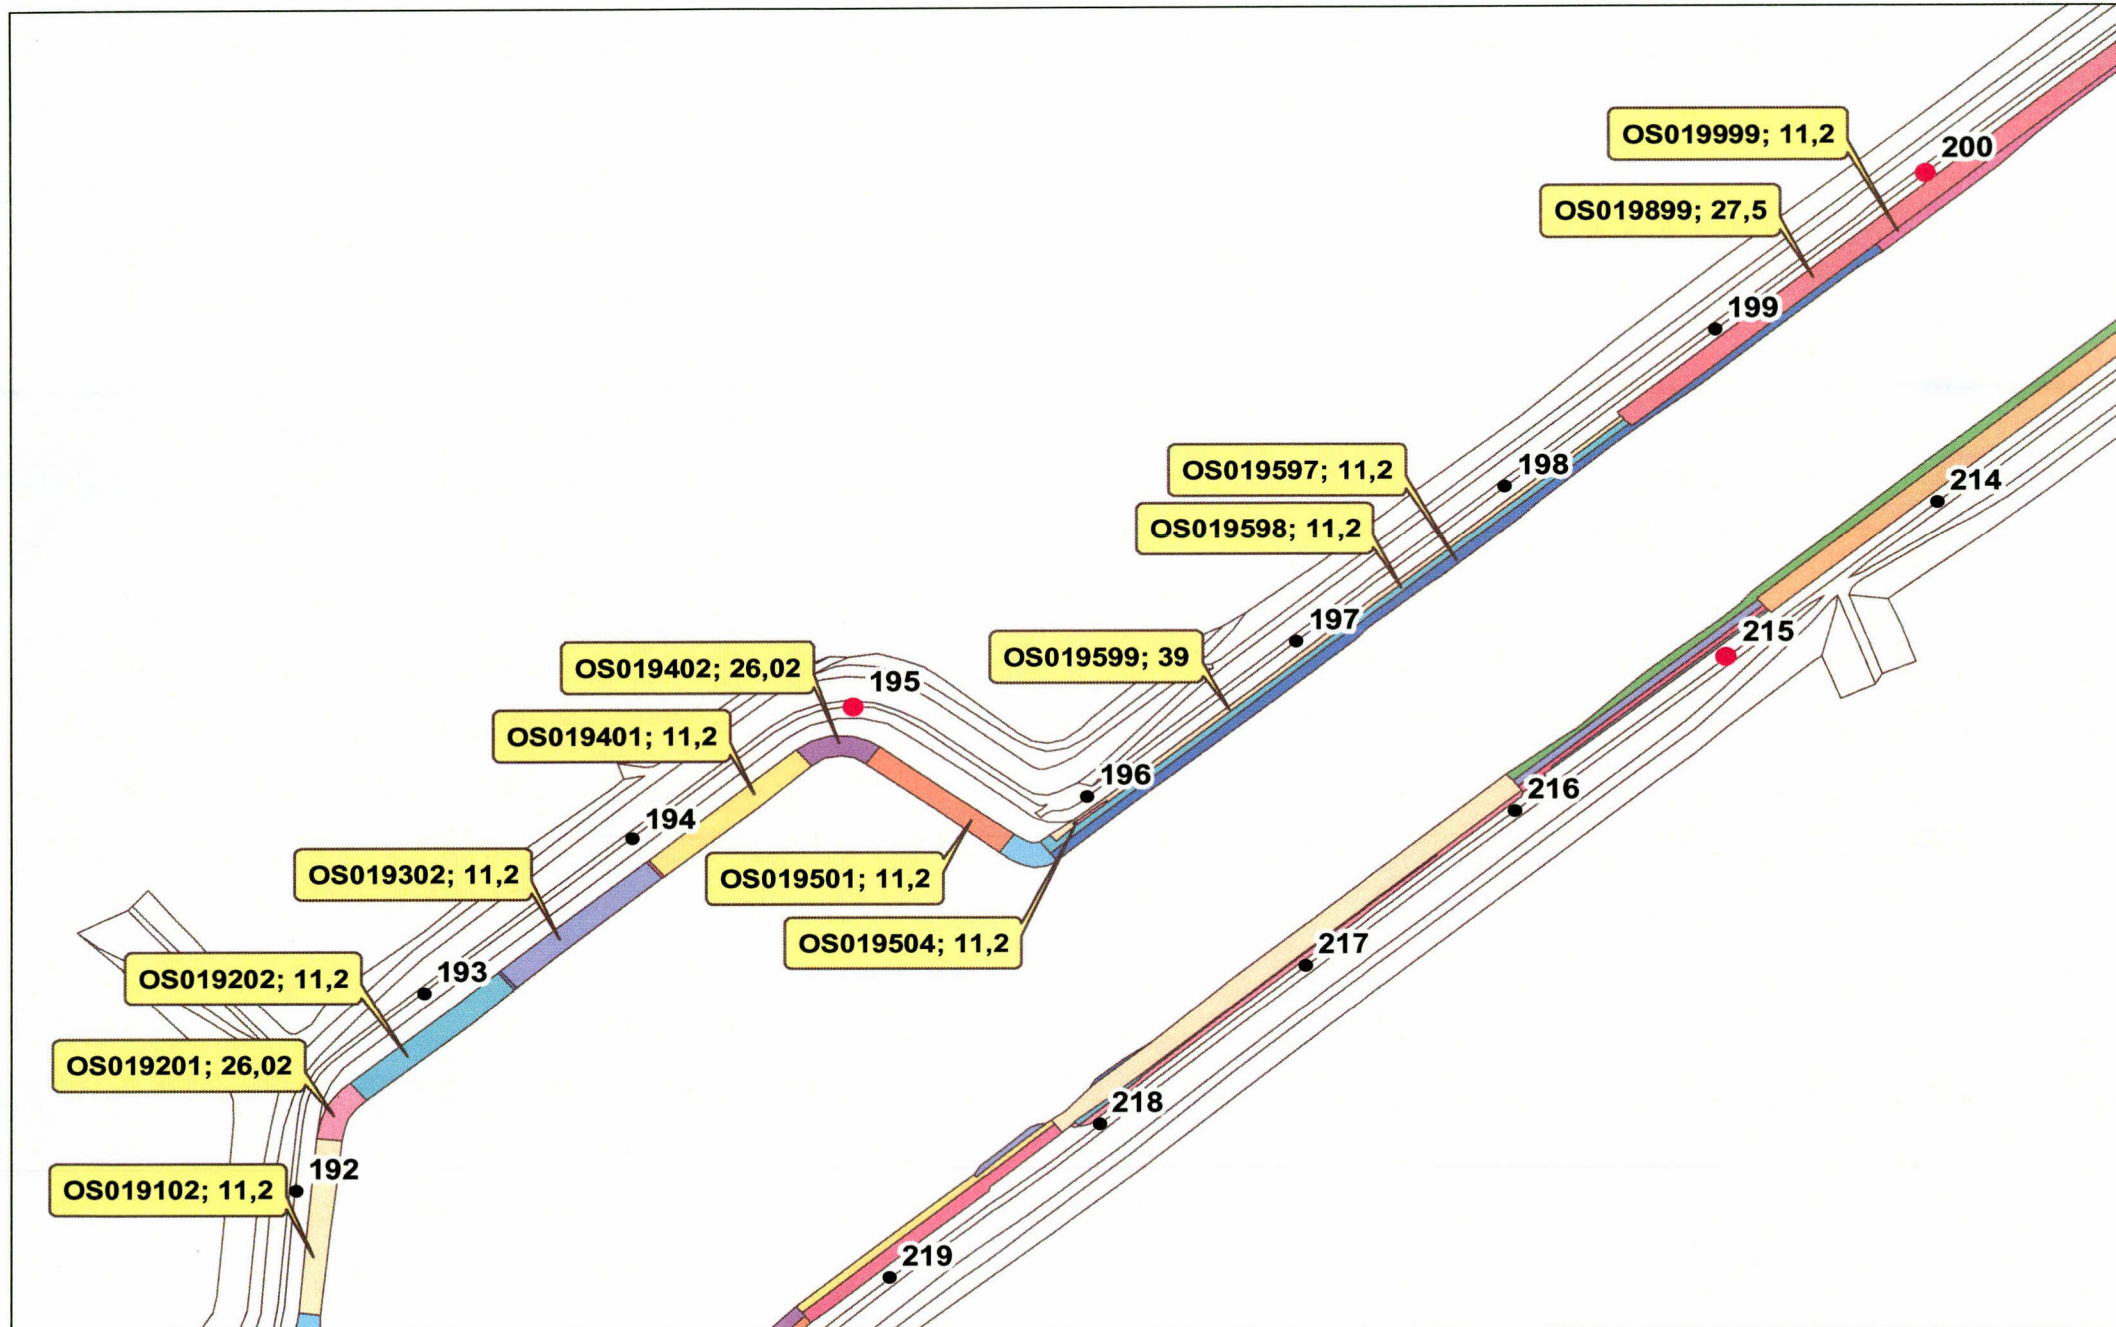 OS019999; 11,2
200
OS019899; 27,5
199
OS019597; 11,2
198
214
OS019598; 11,2
197
215
OS019599; 39
OS019402; 26,02
195
OS019401; 11,2
196
216
194
OS019302; 11,2
OS019501; 11,2
OS019504; 11,2
217
OS019202; 11,2
193
OS019201; 26,02
218
192
OS019102; 11,2
219